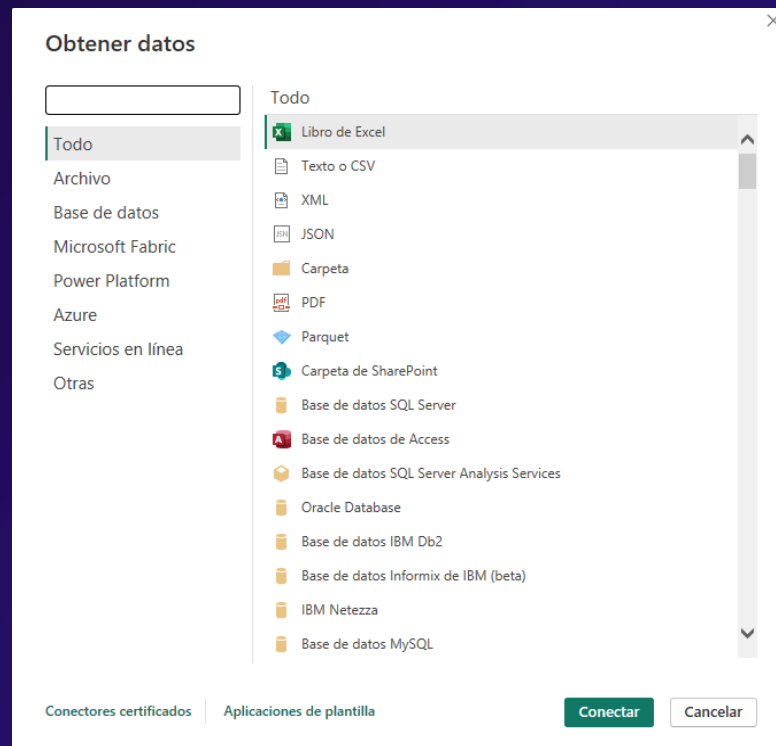 Obtener datos
Todo
Archivo
Base de datos
Microsoft Fabric
Power Platform
Azure
Servicios en línea
Otras
Todo
Libro de Excel
Texto o CSV
XML
JSON
Carpeta
PDF
Parquet
Carpeta de SharePoint
Base de datos SQL Server
Base de datos de Access
Base de datos SQL Server Analysis Services
Oracle Database
Base de datos IBM Db2
Base de datos Informix de IBM (beta)
IBM Netezza
Base de datos MySQL
Conectores certificados
Aplicaciones de plantilla
Conectar
Cancelar